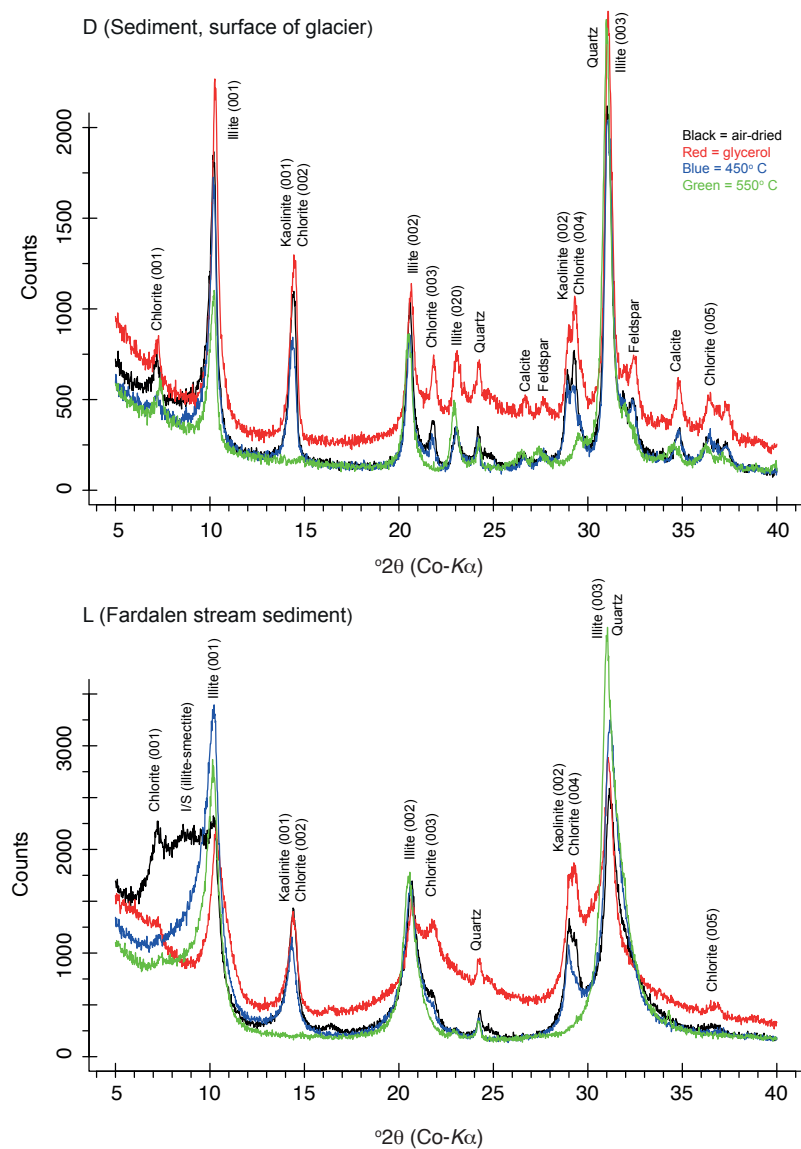 D (Sediment, surface of glacier)
Counts
0
500
1000
1500
2000
Chlorite (001)
Illite (001)
Kaolinite (001)
Chlorite (002)
Illite (002)
Chlorite (003)
Illite (020)
Quartz
Calcite
Feldspar
Kaolinite (002)
Chlorite (004)
Quartz
Illite (003)
Feldspar
Calcite
Chlorite (005)
Black = air-dried
Red = glycerol
Blue = 450° C
Green = 550° C
5 10 15 20 25 30 35 40
°2θ (Co-Kα)
L (Fardalen stream sediment)
Counts
0
1000
2000
3000
Chlorite (001)
I/S (illite-smectite)
Illite (001)
Kaolinite (001)
Chlorite (002)
Illite (002)
Chlorite (003)
Quartz
Kaolinite (002)
Chlorite (004)
Illite (003)
Quartz
Chlorite (005)
5 10 15 20 25 30 35 40
°2θ (Co-Kα)